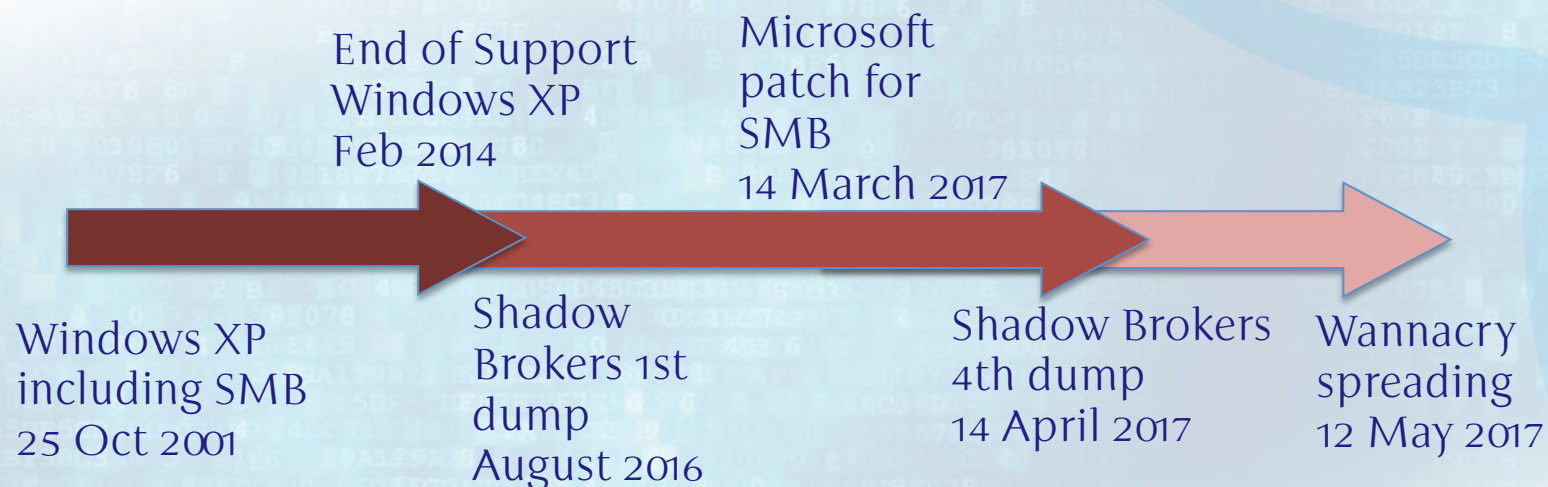 End of Support
Windows XP
Feb 2014
Microsoft
patch for
SMB
14 March 2017
Windows XP
including SMB
25 Oct 2001
Shadow
Brokers 1st
dump
August 2016
Shadow Brokers
4th dump
14 April 2017
Wannacry
spreading
12 May 2017